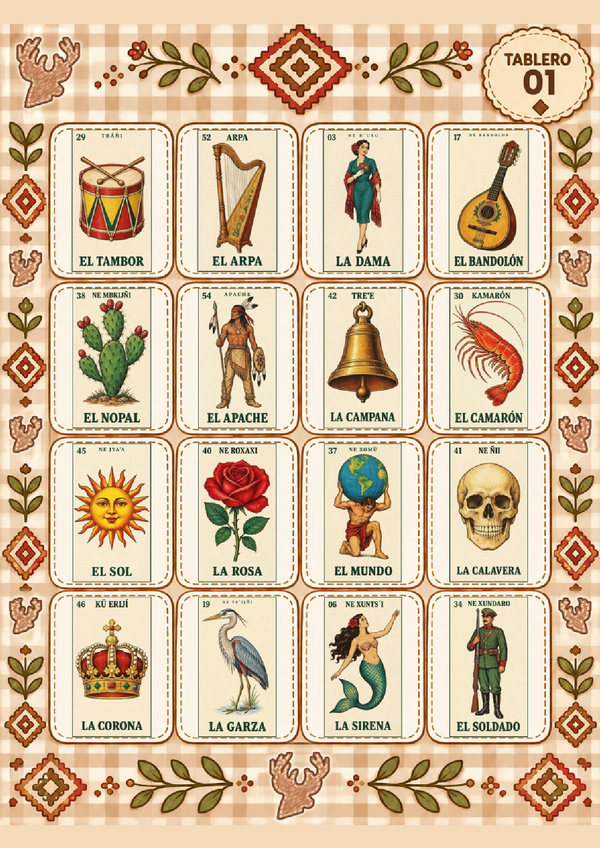 TABLERO
01
29 TRÄÑI
EL TAMBOR
52 ARPA
EL ARPA
03
LA DAMA
17 NE BANDOLON
EL BANDOLÓN
38 NE MBKIJÑI
EL NOPAL
54 APACHE
EL APACHE
42 TRE'E
LA CAMPANA
30 KAMARÓN
EL CAMARÓN
45 NE JYA'A
EL SOL
40 NE ROXAXI
LA ROSA
37 NE XOMÜ
EL MUNDO
41 NE ÑII
LA CALAVERA
46 KÜ ERIJÍ
LA CORONA
19
LA GARZA
06 NE XUNTS'I
LA SIRENA
34 NE XUNDARO
EL SOLDADO